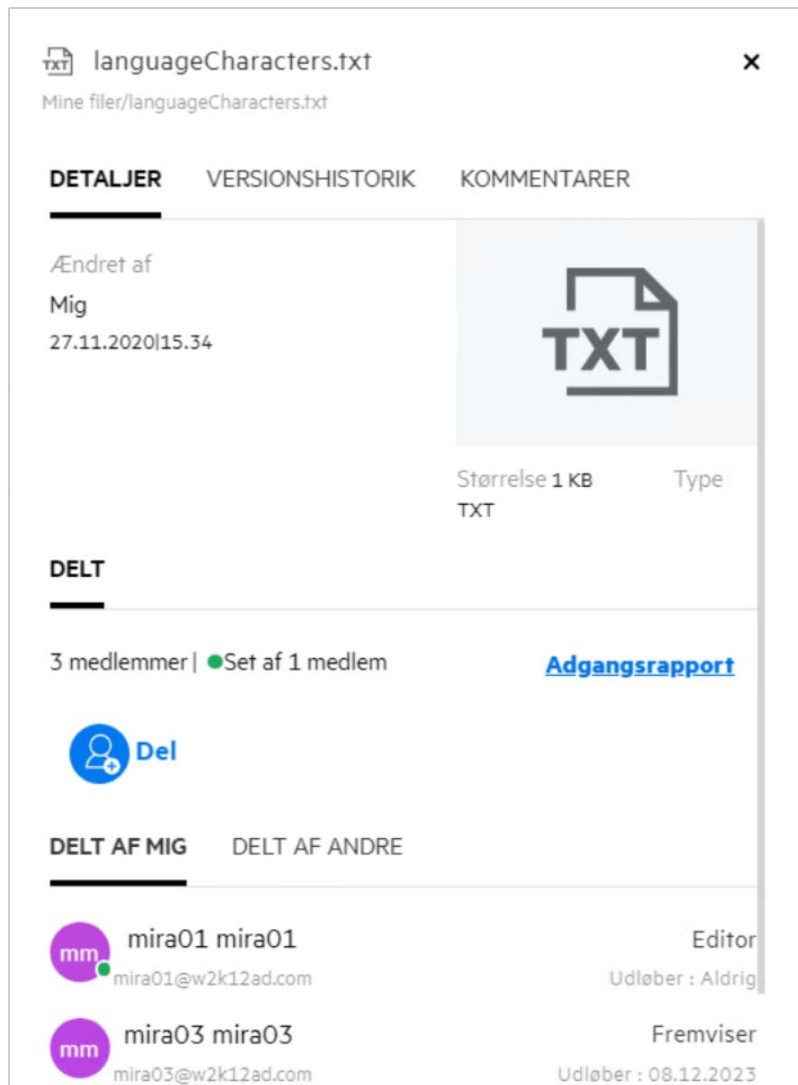 TXT languageCharacters.txt ×
Mine filer/languageCharacters.txt
DETALJER VERSIONSHISTORIK KOMMENTARER
Ændret af
Mig
27.11.2020|15.34
TXT
Størrelse 1 KB Type
TXT
DELT
3 medlemmer| Set af 1 medlem Adgangsrapport
Del
DELT AF MIG DELT AF ANDRE
mm mira01 mira01 Editor
mira01@w2k12ad.com Udløber : Aldrig
mm mira03 mira03 Fremviser
mira03@w2k12ad.com Udløber : 08.12.2023